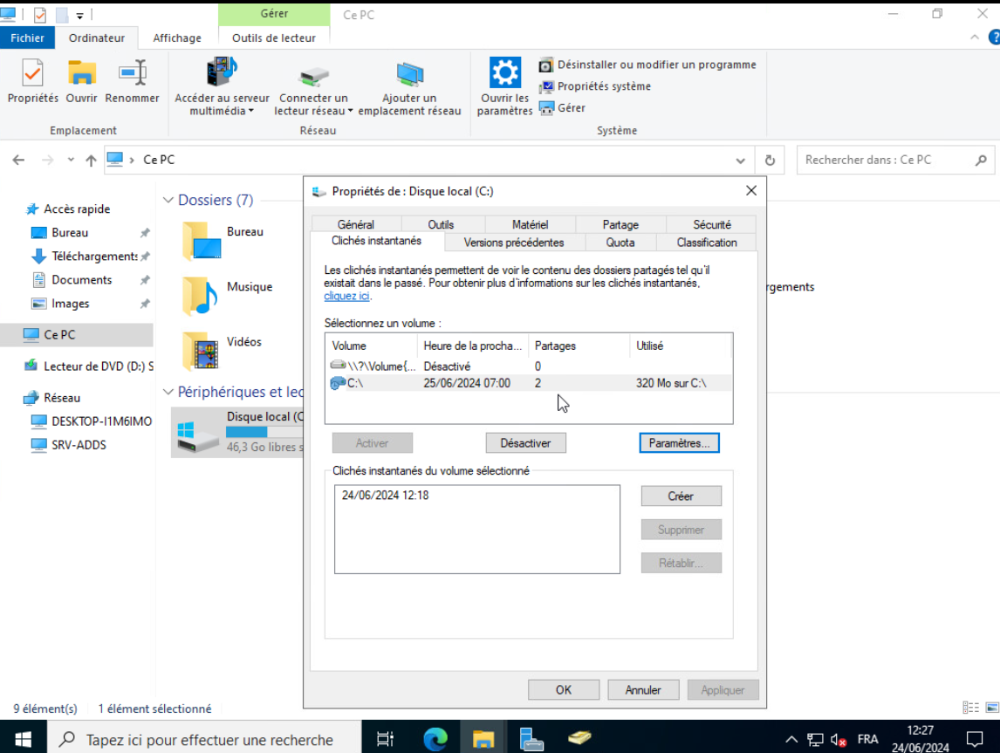 Gérer
Ce PC
Fichier
Ordinateur
Affichage
Outils de lecteur
Propriétés
Ouvrir
Renommer
Accéder au serveur
multimédia
Connecter un
lecteur réseau
Ajouter un
emplacement réseau
Ouvrir les
paramètres
Désinstaller ou modifier un programme
Propriétés système
Gérer
Emplacement
Réseau
Système
Ce PC
Rechercher dans : Ce PC
Accès rapide
Bureau
Téléchargements
Documents
Images
Ce PC
Lecteur de DVD (D:) S
Réseau
DESKTOP-I1M6IMO
SRV-ADDS
Dossiers (7)
Bureau
Musique
Vidéos
Périphériques et lec
Disque local (C
46,3 Go libres s
rgements
Propriétés de : Disque local (C:)
Général
Outils
Matériel
Partage
Sécurité
Clichés instantanés
Versions précédentes
Quota
Classification
Les clichés instantanés permettent de voir le contenu des dossiers partagés tel qu'il
existait dans le passé. Pour obtenir plus d'informations sur les clichés instantanés,
cliquez ici.
Sélectionnez un volume :
Volume
Heure de la procha...
Partages
Utilisé
\\?\Volume{...
Désactivé
0
C:\
25/06/2024 07:00
2
320 Mo sur C:\
Activer
Désactiver
Paramètres...
Clichés instantanés du volume sélectionné
24/06/2024 12:18
Créer
Supprimer
Rétablir...
OK
Annuler
Appliquer
9 élément(s)
1 élément sélectionné
Tapez ici pour effectuer une recherche
FRA
12:27
24/06/2024